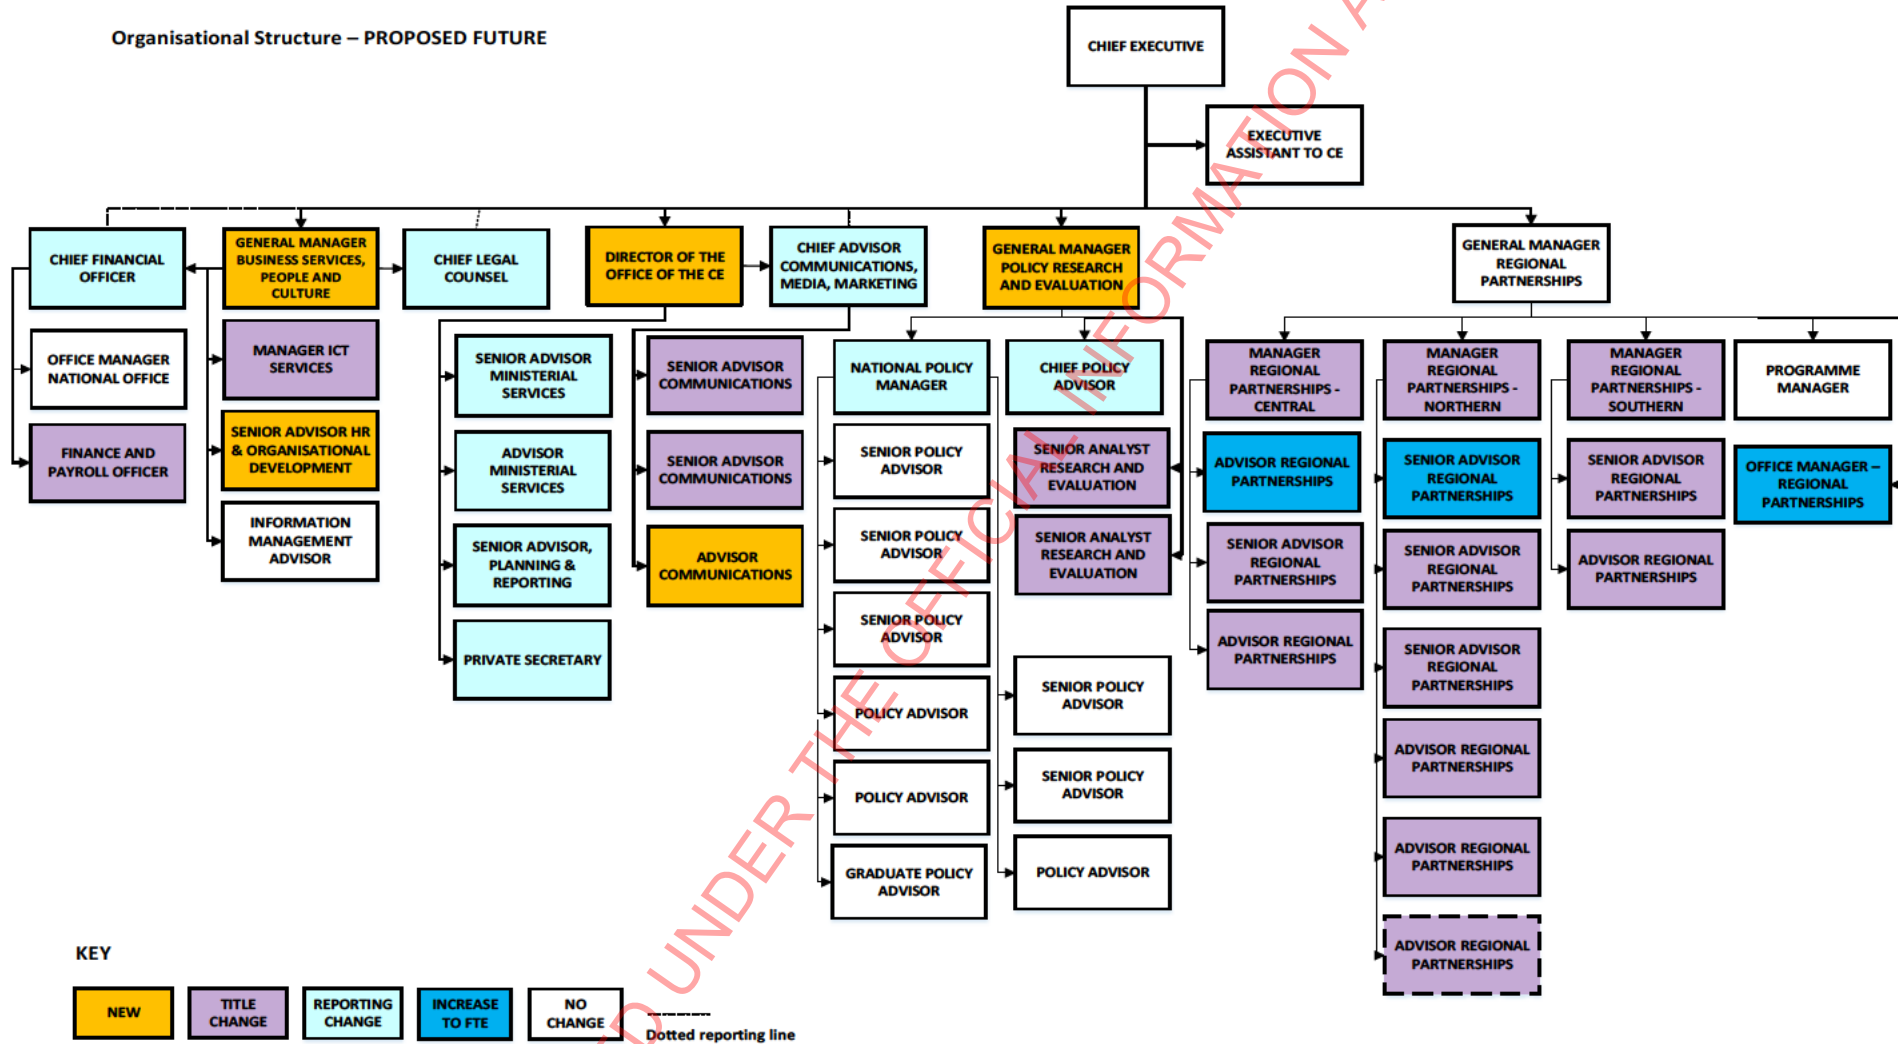 Organisational Structure – PROPOSED FUTURE
CHIEF EXECUTIVE
EXECUTIVE
ASSISTANT TO CE
CHIEF FINANCIAL
OFFICER
GENERAL MANAGER
BUSINESS SERVICES,
PEOPLE AND
CULTURE
CHIEF LEGAL
COUNSEL
DIRECTOR OF THE
OFFICE OF THE CE
CHIEF ADVISOR
COMMUNICATIONS,
MEDIA, MARKETING
GENERAL MANAGER
POLICY RESEARCH
AND EVALUATION
GENERAL MANAGER
REGIONAL
PARTNERSHIPS
OFFICE MANAGER
NATIONAL OFFICE
FINANCE AND
PAYROLL OFFICER
MANAGER ICT
SERVICES
SENIOR ADVISOR HR
& ORGANISATIONAL
DEVELOPMENT
INFORMATION
MANAGEMENT
ADVISOR
SENIOR ADVISOR
MINISTERIAL
SERVICES
ADVISOR
MINISTERIAL
SERVICES
SENIOR ADVISOR,
PLANNING &
REPORTING
PRIVATE SECRETARY
SENIOR ADVISOR
COMMUNICATIONS
SENIOR ADVISOR
COMMUNICATIONS
ADVISOR
COMMUNICATIONS
NATIONAL POLICY
MANAGER
SENIOR POLICY
ADVISOR
SENIOR POLICY
ADVISOR
SENIOR POLICY
ADVISOR
POLICY ADVISOR
POLICY ADVISOR
GRADUATE POLICY
ADVISOR
CHIEF POLICY
ADVISOR
SENIOR ANALYST
RESEARCH AND
EVALUATION
SENIOR ANALYST
RESEARCH AND
EVALUATION
SENIOR POLICY
ADVISOR
SENIOR POLICY
ADVISOR
POLICY ADVISOR
MANAGER
REGIONAL
PARTNERSHIPS -
CENTRAL
ADVISOR REGIONAL
PARTNERSHIPS
SENIOR ADVISOR
REGIONAL
PARTNERSHIPS
ADVISOR REGIONAL
PARTNERSHIPS
MANAGER
REGIONAL
PARTNERSHIPS -
NORTHERN
SENIOR ADVISOR
REGIONAL
PARTNERSHIPS
SENIOR ADVISOR
REGIONAL
PARTNERSHIPS
SENIOR ADVISOR
REGIONAL
PARTNERSHIPS
ADVISOR REGIONAL
PARTNERSHIPS
ADVISOR REGIONAL
PARTNERSHIPS
ADVISOR REGIONAL
PARTNERSHIPS
MANAGER
REGIONAL
PARTNERSHIPS -
SOUTHERN
SENIOR ADVISOR
REGIONAL
PARTNERSHIPS
ADVISOR REGIONAL
PARTNERSHIPS
PROGRAMME
MANAGER
OFFICE MANAGER –
REGIONAL
PARTNERSHIPS
KEY
NEW
TITLE
CHANGE
REPORTING
CHANGE
INCREASE
TO FTE
NO
CHANGE
Dotted reporting line
UNDER THE OFFICIAL INFORMATION